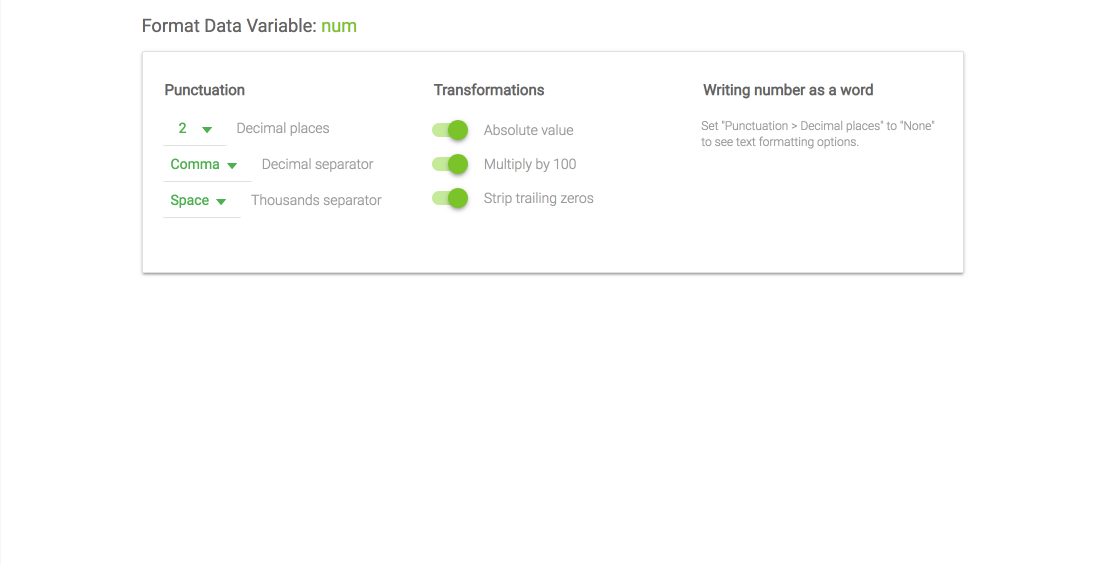 Format Data Variable: num
Punctuation
2 Decimal places
Comma Decimal separator
Space Thousands separator
Transformations
Absolute value
Multiply by 100
Strip trailing zeros
Writing number as a word
Set "Punctuation > Decimal places" to "None"
to see text formatting options.